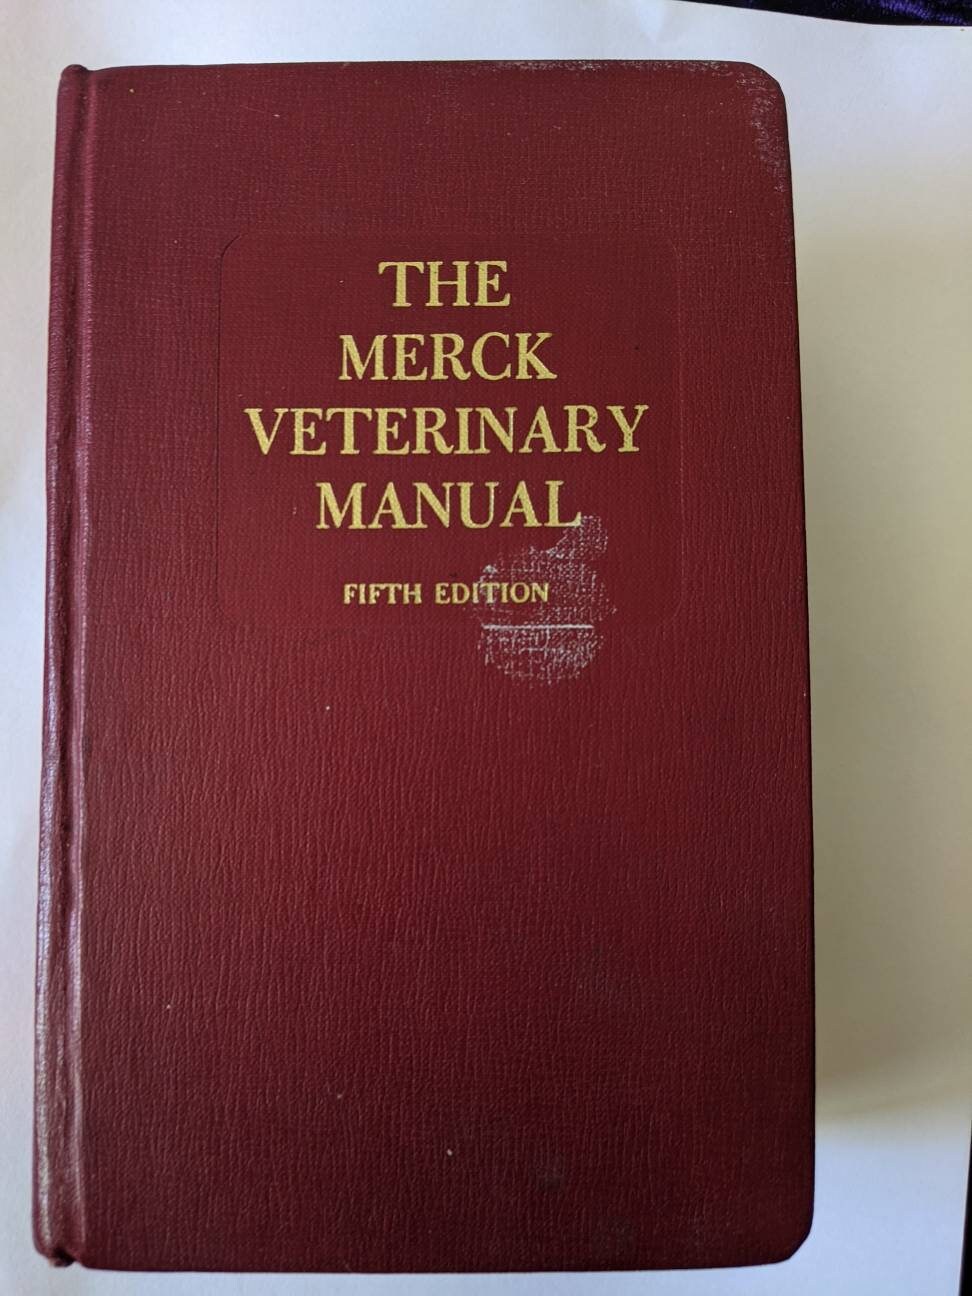 THE
MERCK
VETERINARY
MANUAL
FIFTH EDITION